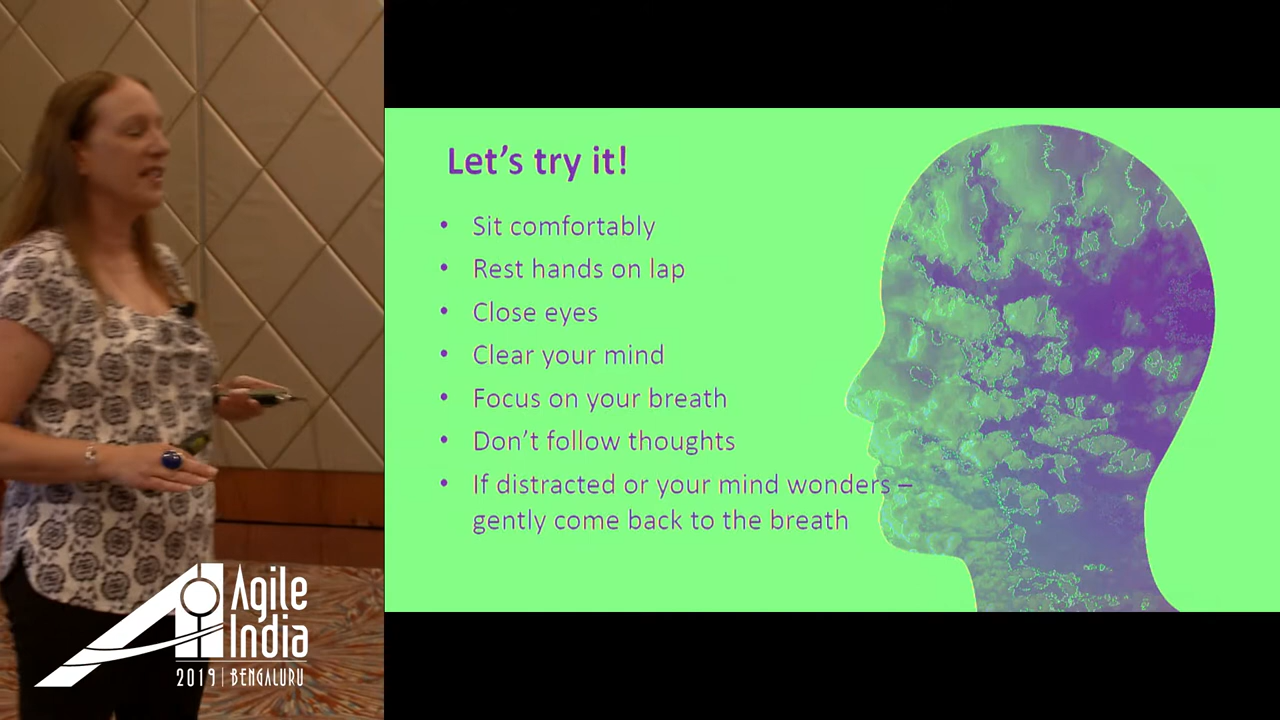 Let's try it!
• Sit comfortably
• Rest hands on lap
• Close eyes
• Clear your mind
• Focus on your breath
• Don't follow thoughts
• If distracted or your mind wonders –
gently come back to the breath
Agile
India
2019 | BENGALURU